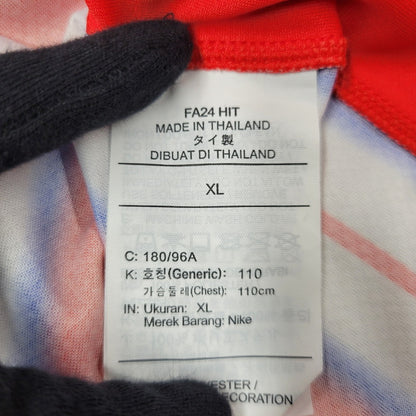 FA24 HIT
MADE IN THAILAND
タイ製
DIBUAT DI THAILAND
XL
C: 180/96A
K: 호칭(Generic): 110
가슴둘레(Chest): 110cm
IN: Ukuran: XL
Merek Barang: Nike